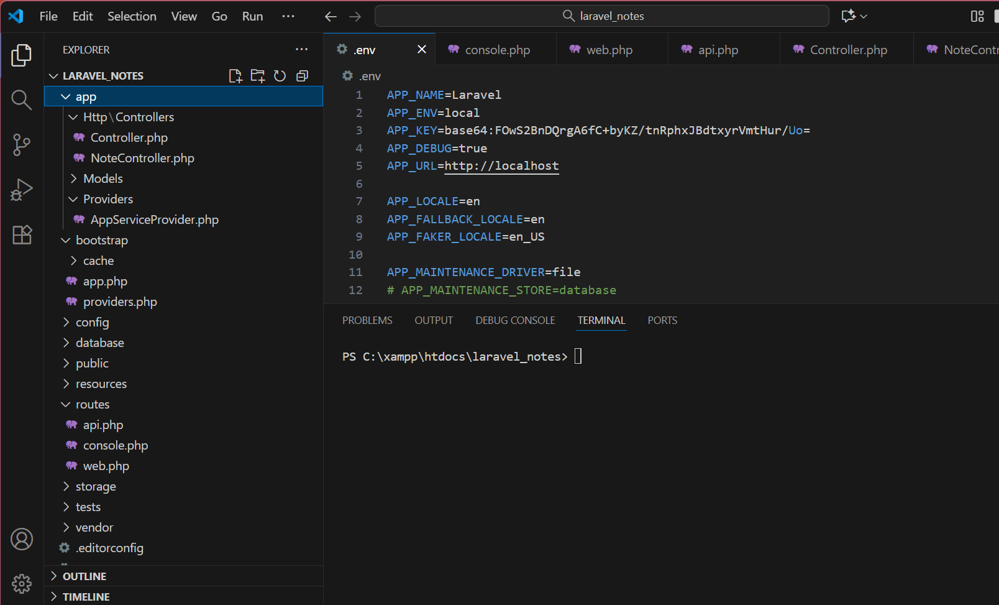 File Edit Selection View Go Run ···
laravel_notes
EXPLORER
LARAVEL_NOTES
app
Http\Controllers
Controller.php
NoteController.php
Models
Providers
AppServiceProvider.php
bootstrap
cache
app.php
providers.php
config
database
public
resources
routes
api.php
console.php
web.php
storage
tests
vendor
.editorconfig
OUTLINE
TIMELINE
.env console.php web.php api.php Controller.php NoteContr
.env
1 APP_NAME=Laravel
2 APP_ENV=local
3 APP_KEY=base64:FOwS2BnDQrgA6fC+byKZ/tnRphxJBdtxyrVmtHur/Uo=
4 APP_DEBUG=true
5 APP_URL=http://localhost
6
7 APP_LOCALE=en
8 APP_FALLBACK_LOCALE=en
9 APP_FAKER_LOCALE=en_US
10
11 APP_MAINTENANCE_DRIVER=file
12 # APP_MAINTENANCE_STORE=database
PROBLEMS OUTPUT DEBUG CONSOLE TERMINAL PORTS
PS C:\xampp\htdocs\laravel_notes>